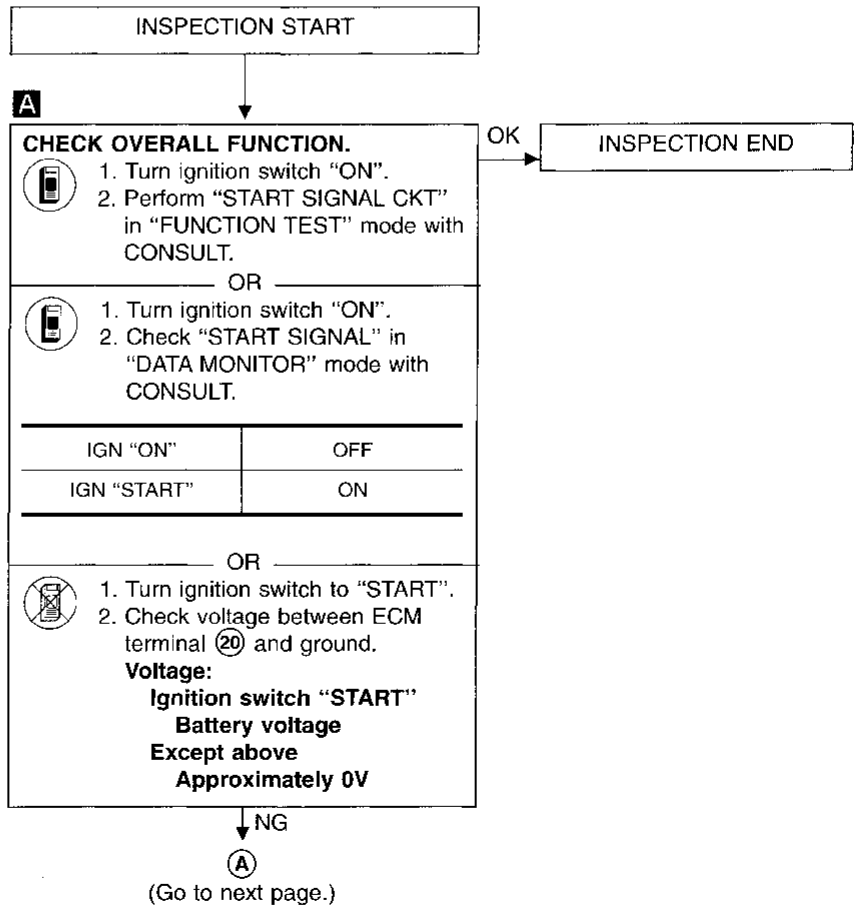 INSPECTION START
A
CHECK OVERALL FUNCTION.
1. Turn ignition switch “ON”.
2. Perform “START SIGNAL CKT”
in “FUNCTION TEST” mode with
CONSULT.
OR
1. Turn ignition switch “ON”.
2. Check “START SIGNAL” in
“DATA MONITOR” mode with
CONSULT.
IGN “ON” OFF
IGN “START” ON
OR
1. Turn ignition switch to “START”.
2. Check voltage between ECM
terminal 20 and ground.
Voltage:
Ignition switch “START”
Battery voltage
Except above
Approximately 0V
OK
INSPECTION END
NG
A
(Go to next page.)